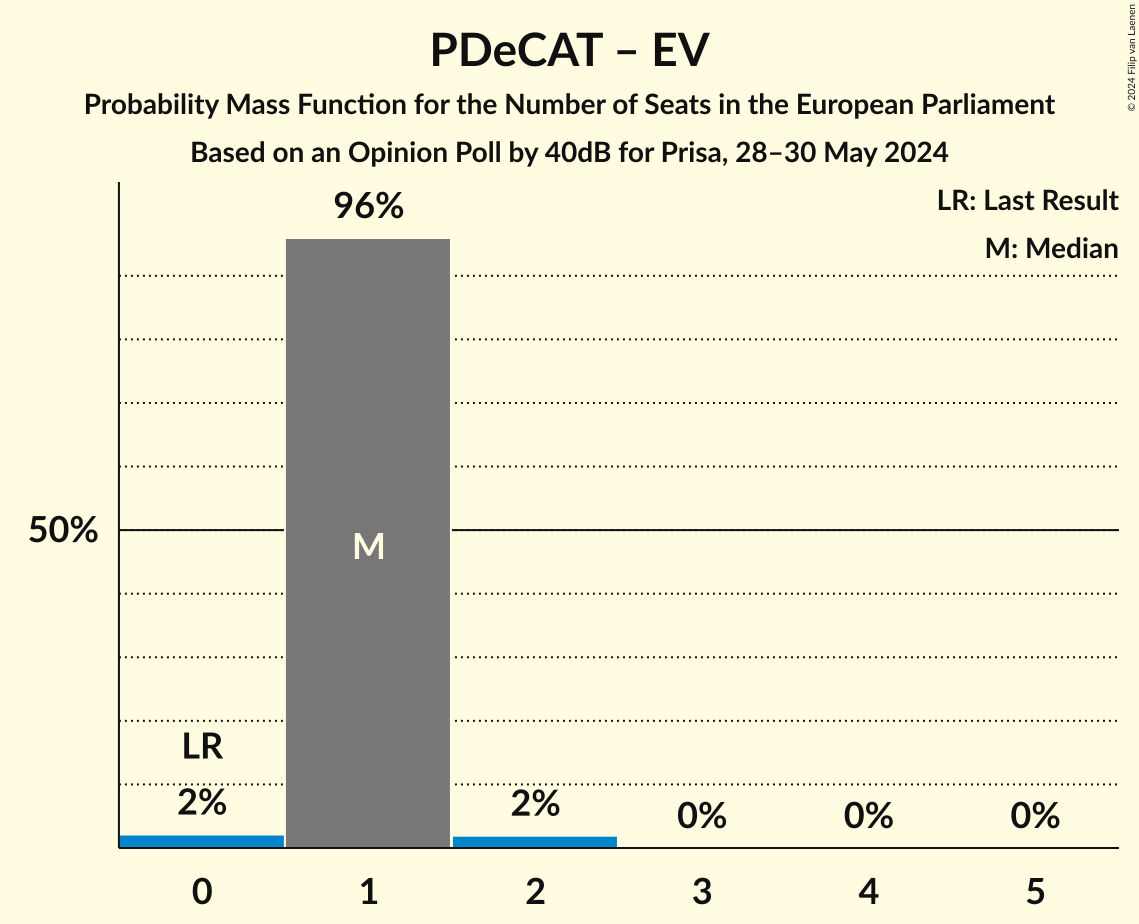 PDeCAT – EV
Probability Mass Function for the Number of Seats in the European Parliament
Based on an Opinion Poll by 40dB for Prisa, 28–30 May 2024
© 2024 Filip van Laenen
LR: Last Result
M: Median
96%
50%
M
LR
2%
2%
0%
0%
0%
0 1 2 3 4 5